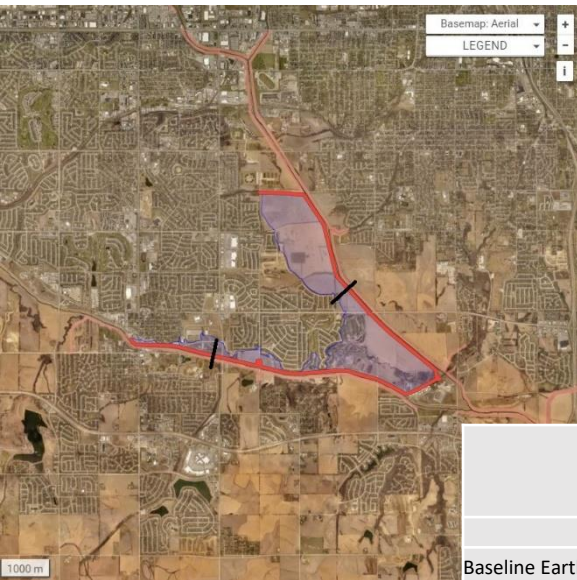 Basemap: Aerial
+
LEGEND
−
i
1000 m
Baseline Eart